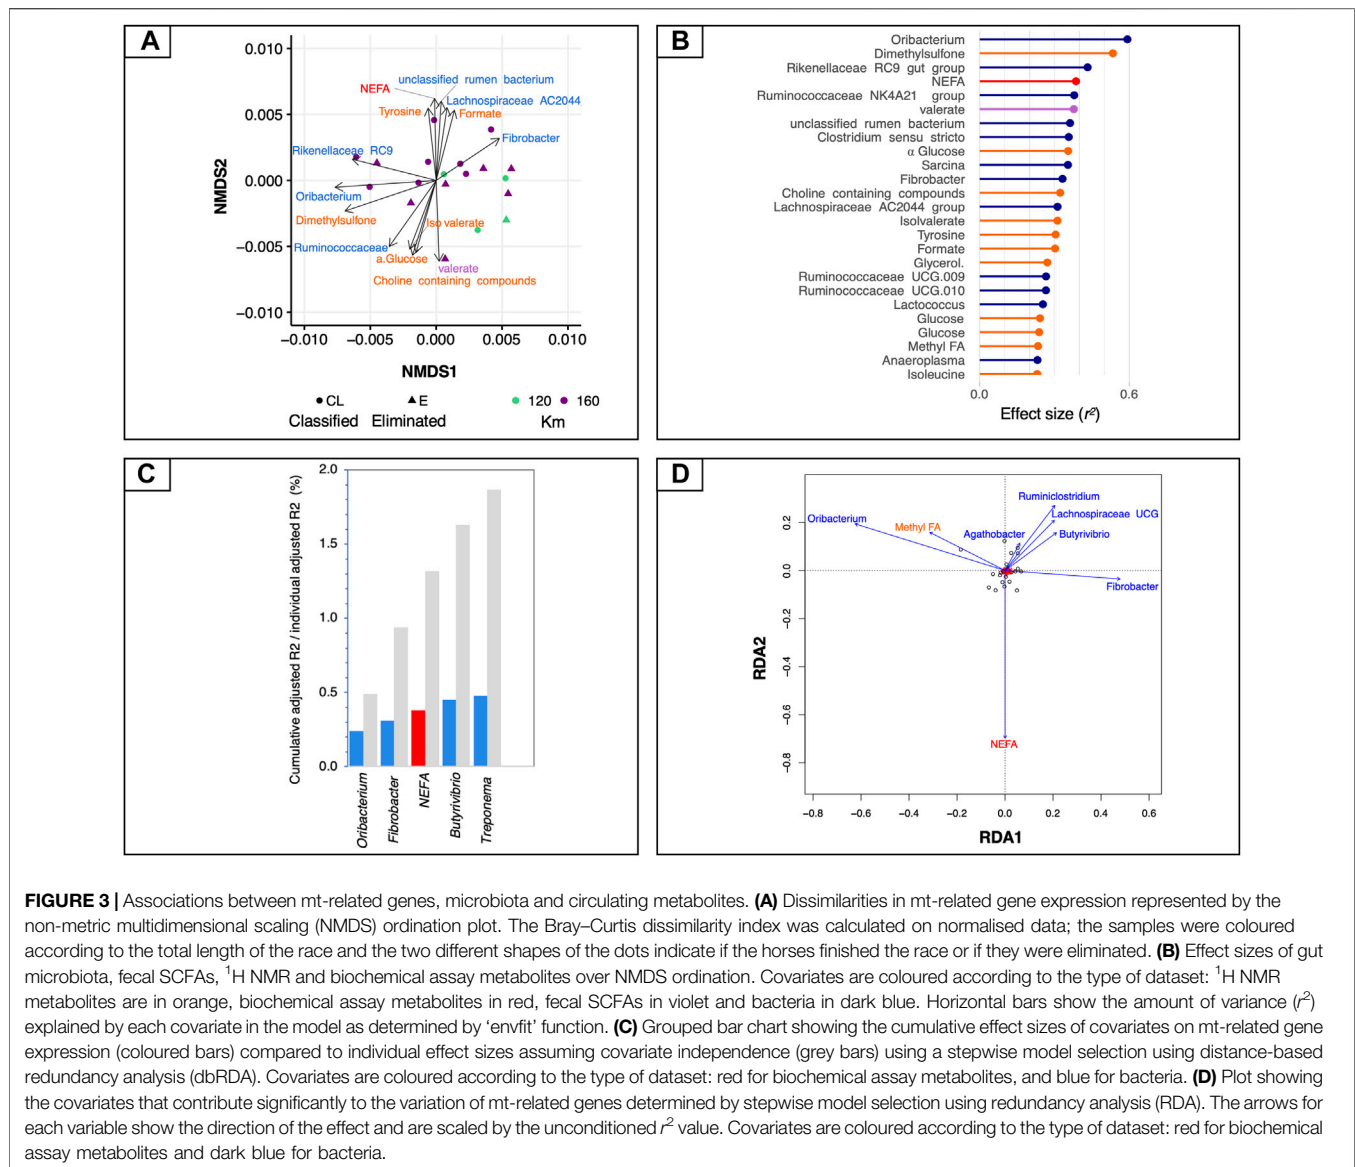 A
0.010
0.005
0.000
−0.005
−0.010
NMDS2
unclassified rumen bacterium
NEFA
Lachnospiraceae AC2044
Tyrosine
Formate
Fibrobacter
Rikenellaceae RC9
Oribacterium
Dimethylsulfone
Iso valerate
Ruminococcaceae
a.Glucose
valerate
Choline containing compounds
−0.010 −0.005 0.000 0.005 0.010
NMDS1
CL E 120 160
Classified Eliminated Km
B
Oribacterium
Dimethylsulfone
Rikenellaceae RC9 gut group
NEFA
Ruminococcaceae NK4A21 group
valerate
unclassified rumen bacterium
Clostridium sensu stricto
α Glucose
Sarcina
Fibrobacter
Choline containing compounds
Lachnospiraceae AC2044 group
Isolvalerate
Tyrosine
Formate
Glycerol.
Ruminococcaceae UCG.009
Ruminococcaceae UCG.010
Lactococcus
Glucose
Glucose
Methyl FA
Anaeroplasma
Isoleucine
0.0 0.6
Effect size (r²)
C
Cumulative adjusted R2 / individual adjusted R2 (%)
2.0
1.5
1.0
0.5
0.0
Oribacterium
Fibrobacter
NEFA
Butyrivibrio
Treponema
D
RDA2
0.2
0.0
−0.2
−0.4
−0.6
−0.8
Ruminiclostridium
Oribacterium
Lachnospiraceae UCG
Methyl FA
Agathobacter
Butyrivibrio
Fibrobacter
NEFA
−0.8 −0.6 −0.4 −0.2 0.0 0.2 0.4 0.6
RDA1
FIGURE 3 | Associations between mt-related genes, microbiota and circulating metabolites. (A) Dissimilarities in mt-related gene expression represented by the
non-metric multidimensional scaling (NMDS) ordination plot. The Bray–Curtis dissimilarity index was calculated on normalised data; the samples were coloured
according to the total length of the race and the two different shapes of the dots indicate if the horses finished the race or if they were eliminated. (B) Effect sizes of gut
microbiota, fecal SCFAs, ¹H NMR and biochemical assay metabolites over NMDS ordination. Covariates are coloured according to the type of dataset: ¹H NMR
metabolites are in orange, biochemical assay metabolites in red, fecal SCFAs in violet and bacteria in dark blue. Horizontal bars show the amount of variance (r²)
explained by each covariate in the model as determined by ‘envfit’ function. (C) Grouped bar chart showing the cumulative effect sizes of covariates on mt-related gene
expression (coloured bars) compared to individual effect sizes assuming covariate independence (grey bars) using a stepwise model selection using distance-based
redundancy analysis (dbRDA). Covariates are coloured according to the type of dataset: red for biochemical assay metabolites, and blue for bacteria. (D) Plot showing
the covariates that contribute significantly to the variation of mt-related genes determined by stepwise model selection using redundancy analysis (RDA). The arrows for
each variable show the direction of the effect and are scaled by the unconditioned r² value. Covariates are coloured according to the type of dataset: red for biochemical
assay metabolites and dark blue for bacteria.